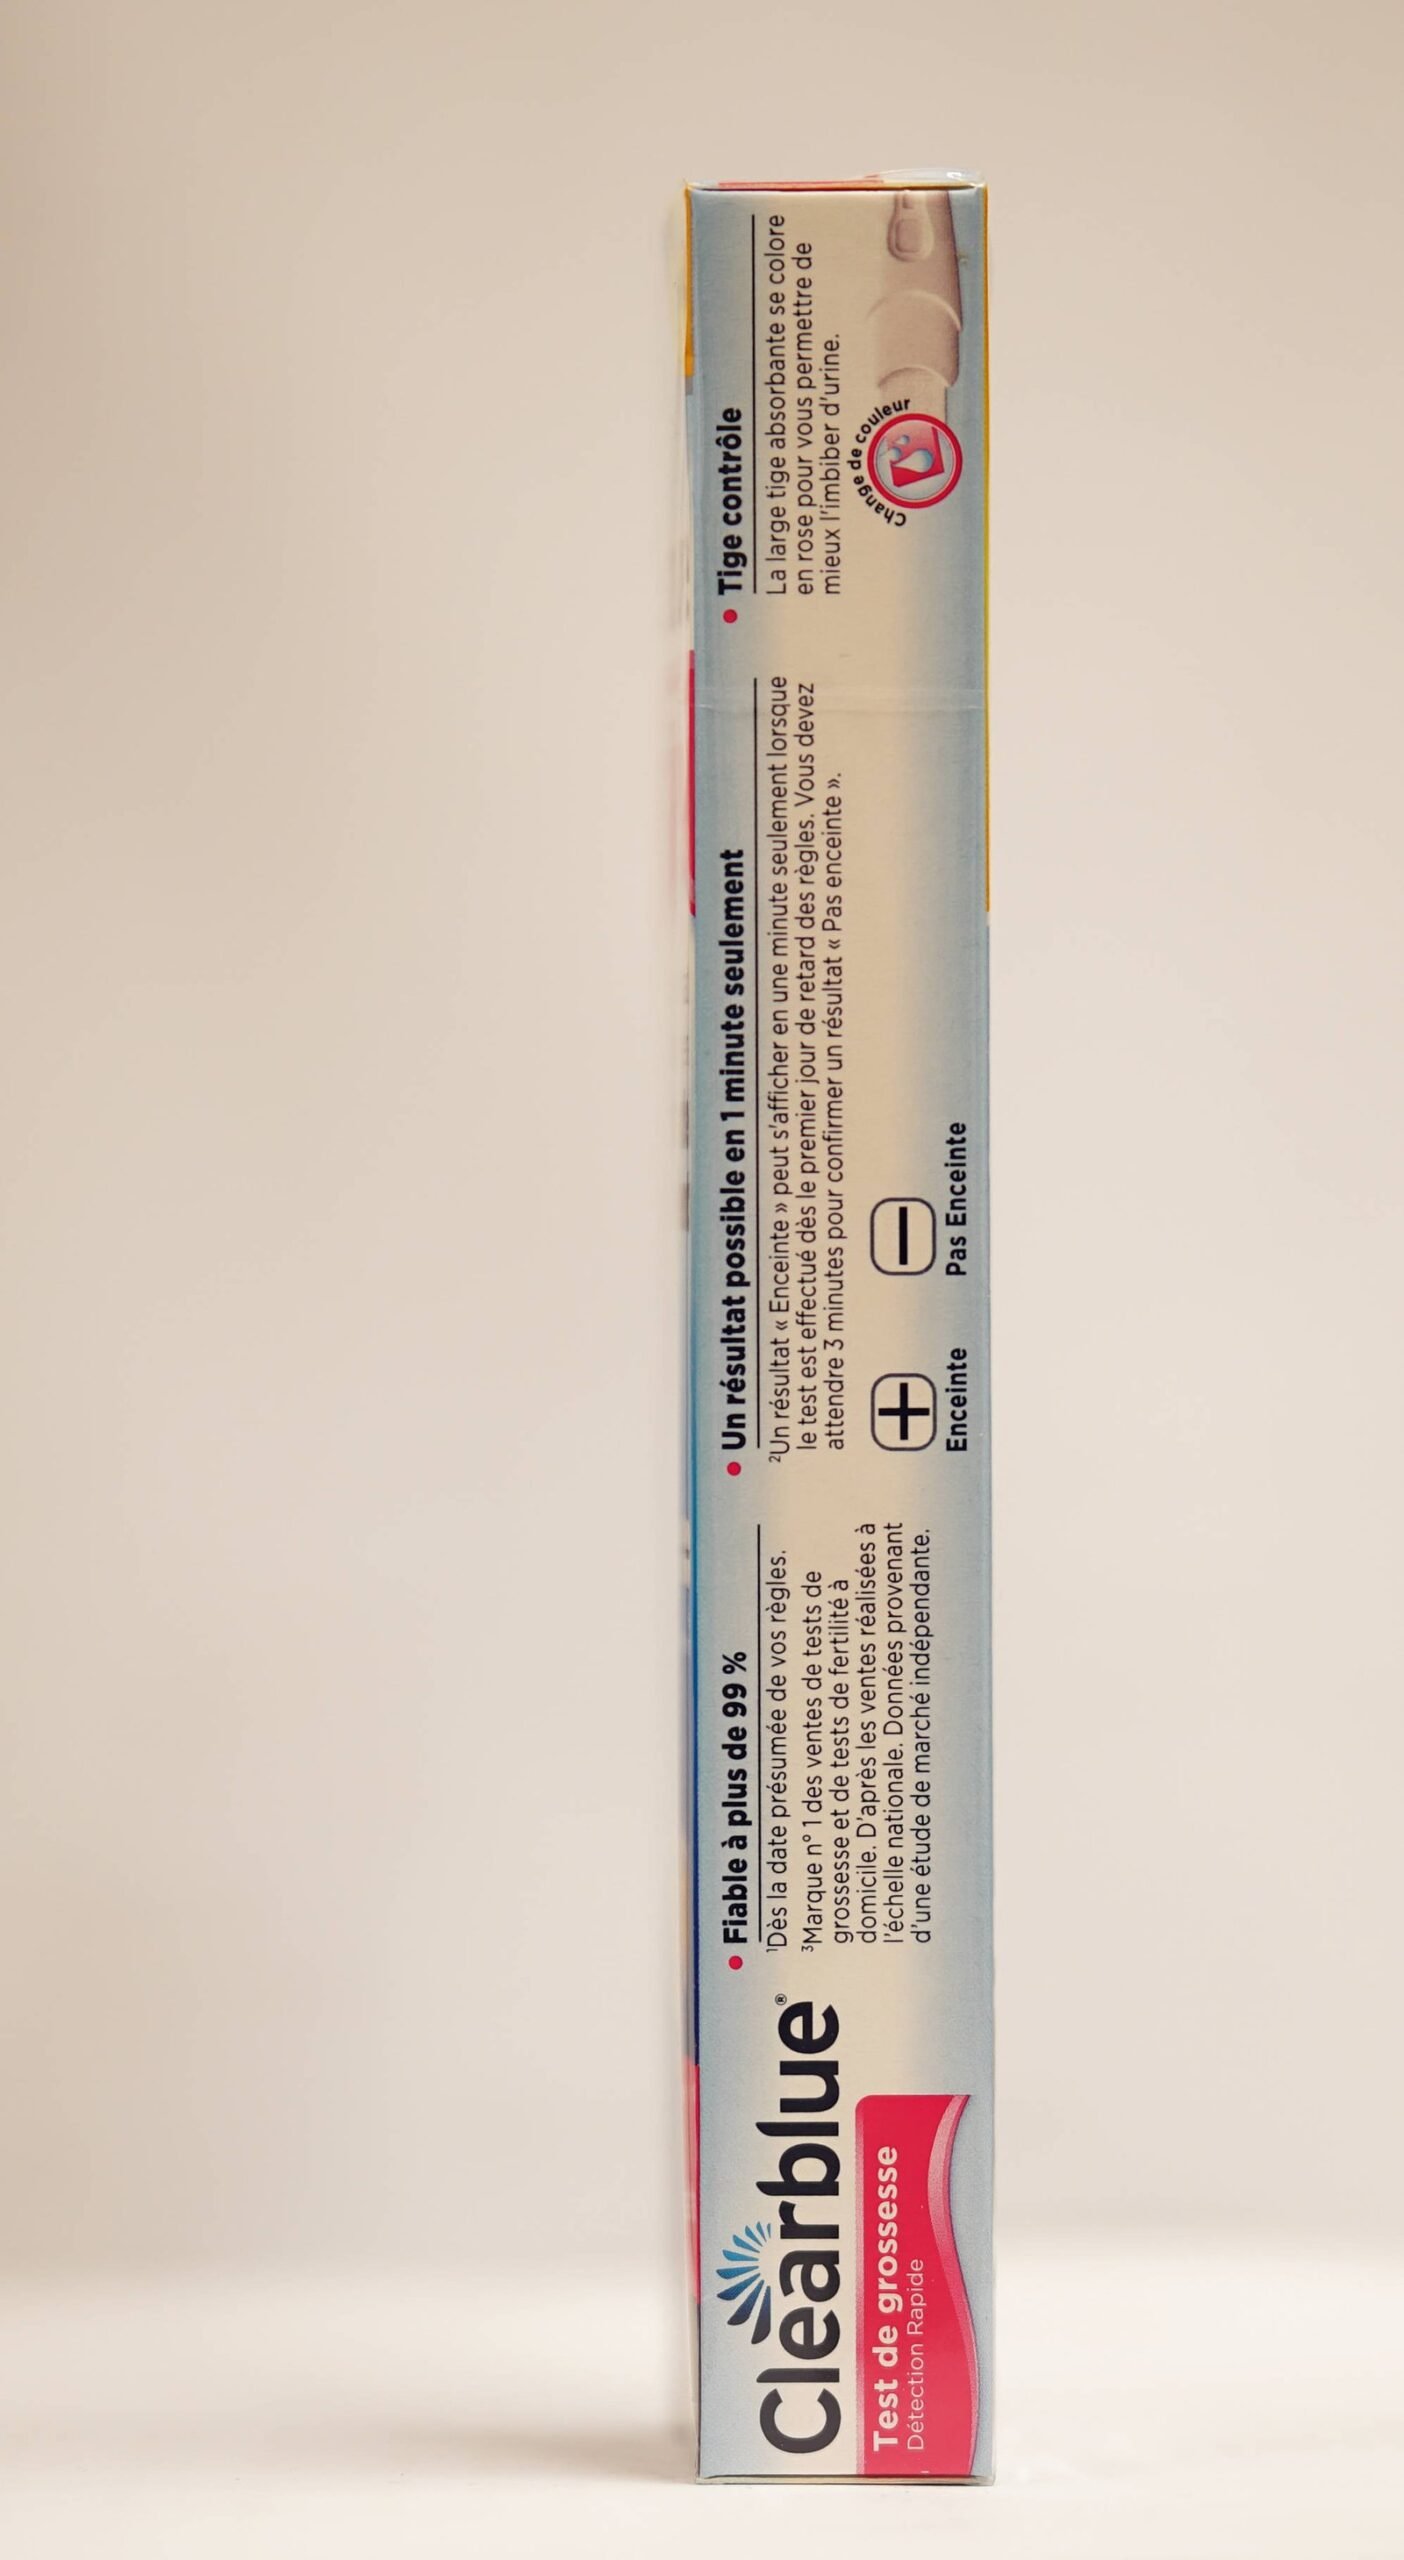 Clearblue®
Test de grossesse
Détection Rapide
• Fiable à plus de 99 %
¹Dès la date présumée de vos règles.
³Marque n° 1 des ventes de tests de
grossesse et de tests de fertilité à
domicile. D'après les ventes réalisées à
l'échelle nationale. Données provenant
d'une étude de marché indépendante.
• Un résultat possible en 1 minute seulement
²Un résultat « Enceinte » peut s'afficher en une minute seulement lorsque
le test est effectué dès le premier jour de retard des règles. Vous devez
attendre 3 minutes pour confirmer un résultat « Pas enceinte ».
Enceinte
Pas Enceinte
• Tige contrôle
La large tige absorbante se colore
en rose pour vous permettre de
mieux l'imbiber d'urine.
Change de couleur